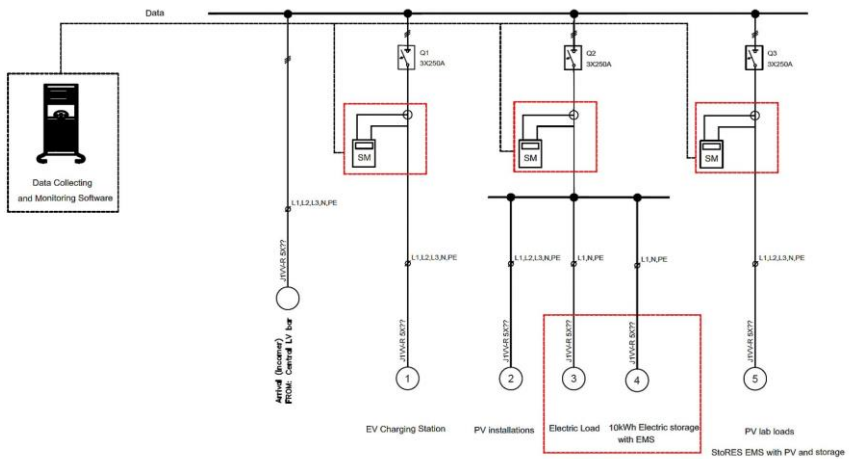 Data
Q1
3X250A
Q2
3X250A
Q3
3X250A
SM
SM
SM
Data Collecting
and Monitoring Software
L1,L2,L3,N,PE
L1,L2,L3,N,PE
L1,L2,L3,N,PE
L1,N,PE
L1,N,PE
L1,L2,L3,N,PE
J1VV-R 5X??
J1VV-R 5X??
J1VV-R 5X??
J1VV-R 5X??
J1VV-R 5X??
J1VV-R 5X??
Arrival (Incomer)
FROM: Central LV bar
1
2
3
4
5
EV Charging Station
PV installations
Electric Load
10kWh Electric storage
with EMS
PV lab loads
StoRES EMS with PV and storage